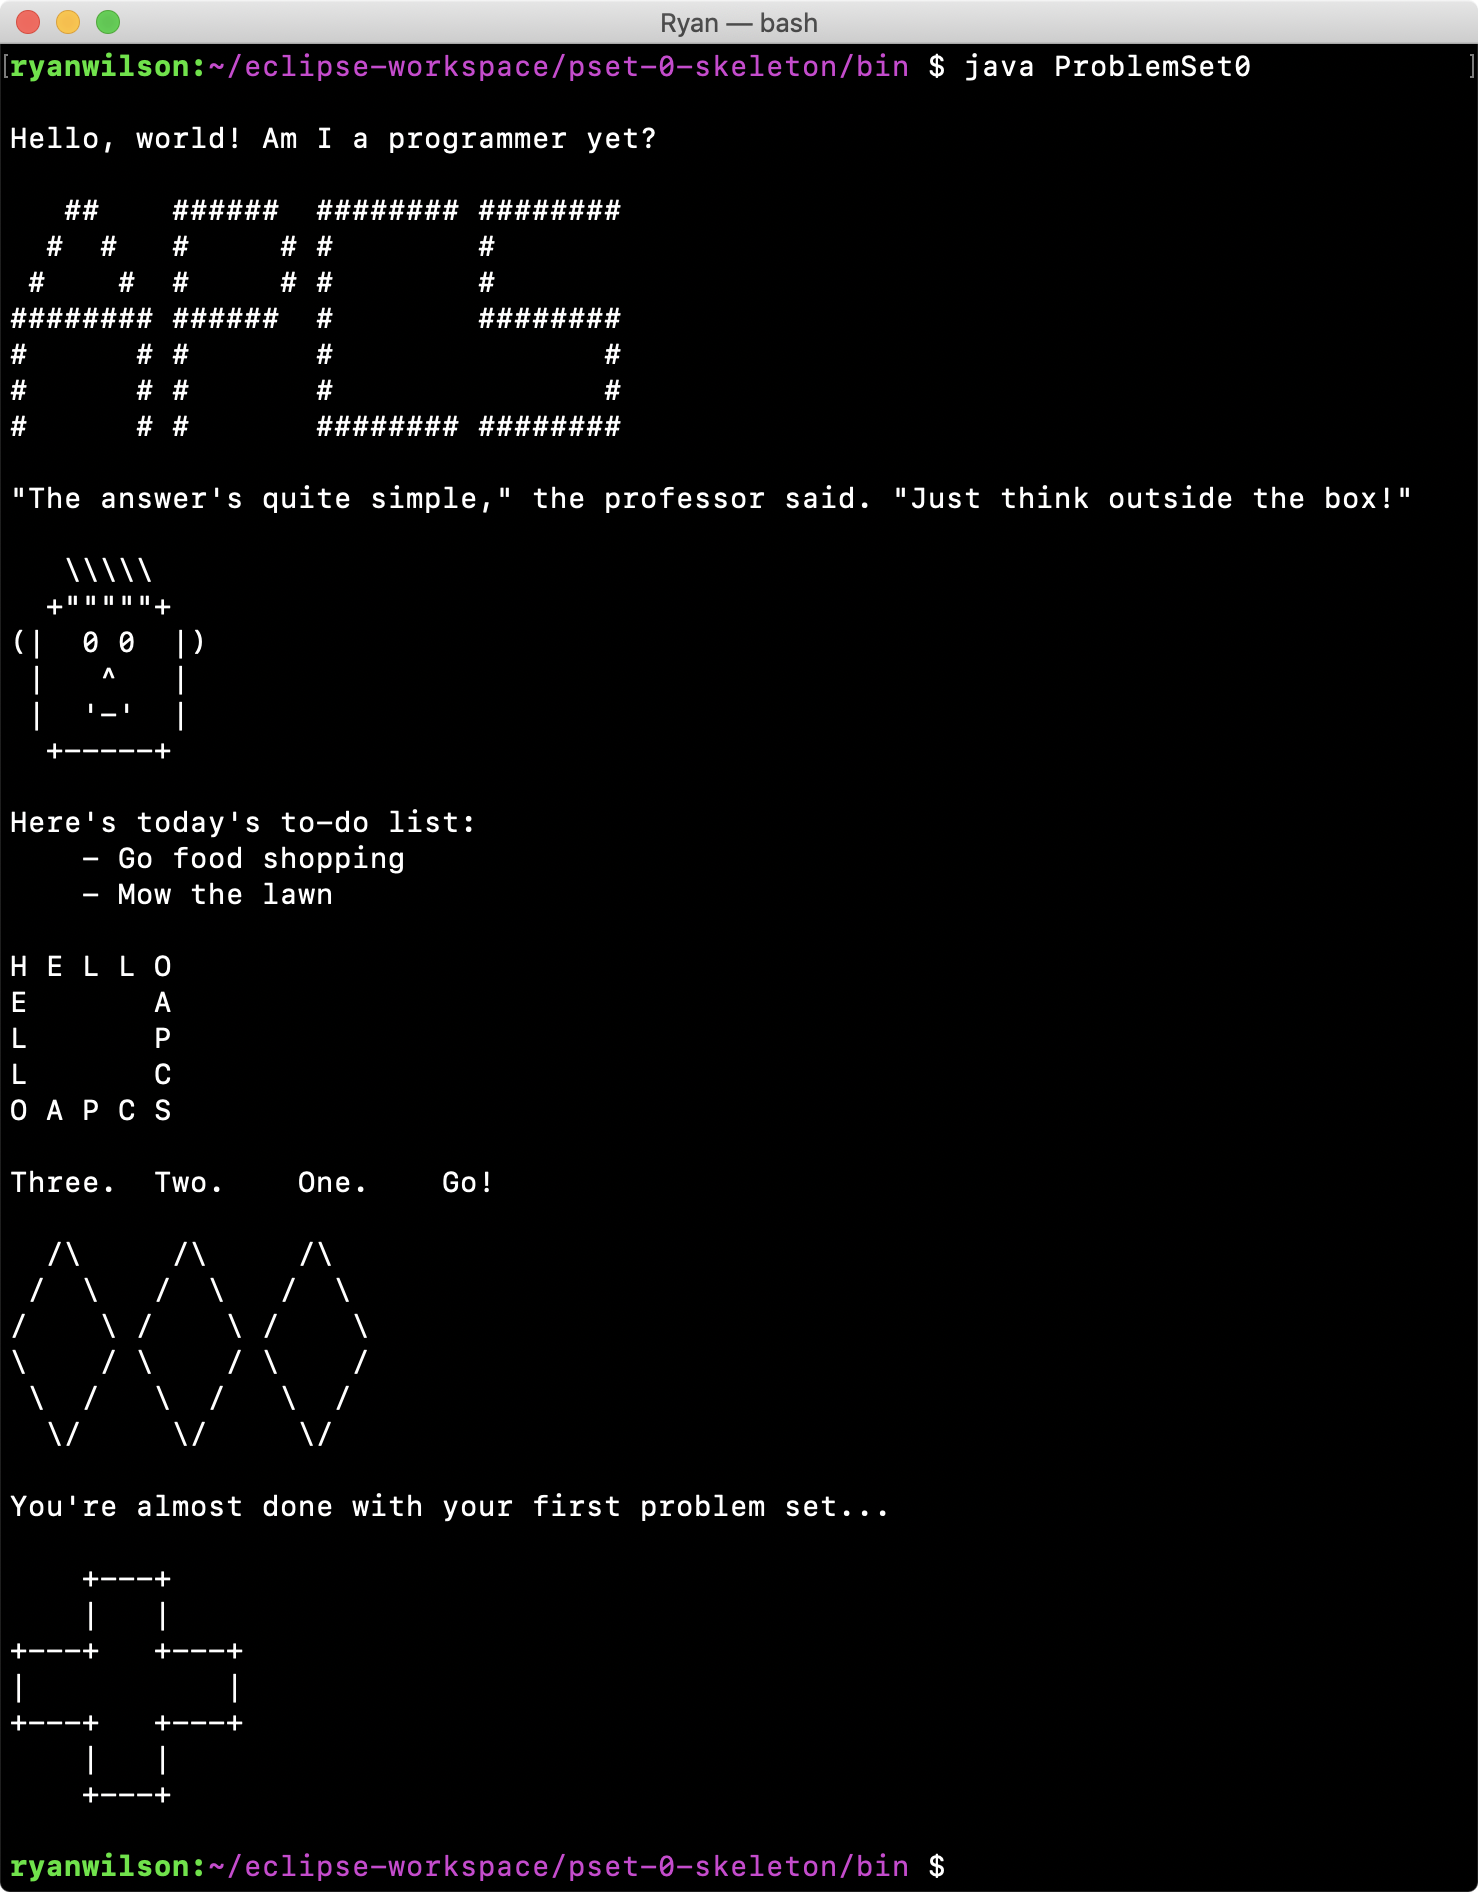 Ryan — bash
[ryanwilson:~/eclipse-workspace/pset-0-skeleton/bin $ java ProblemSet0            ]

Hello, world! Am I a programmer yet?

   ##    ######  ######## ########
  #  #   #     # #        #
 #    #  #     # #        #
######## ######  #        ########
#      # #       #               #
#      # #       #               #
#      # #       ######## ########

"The answer's quite simple," the professor said. "Just think outside the box!"

   \\\\\
  +"""""+
(|  0 0  |)
 |   ^   |
 |  '-'  |
  +-----+

Here's today's to-do list:
    - Go food shopping
    - Mow the lawn

H E L L O
E       A
L       P
L       C
O A P C S

Three.  Two.    One.    Go!

  /\     /\     /\
 /  \   /  \   /  \
/    \ /    \ /    \
\    / \    / \    /
 \  /   \  /   \  /
  \/     \/     \/

You're almost done with your first problem set...

    +---+
    |   |
+---+   +---+
|           |
+---+   +---+
    |   |
    +---+

ryanwilson:~/eclipse-workspace/pset-0-skeleton/bin $